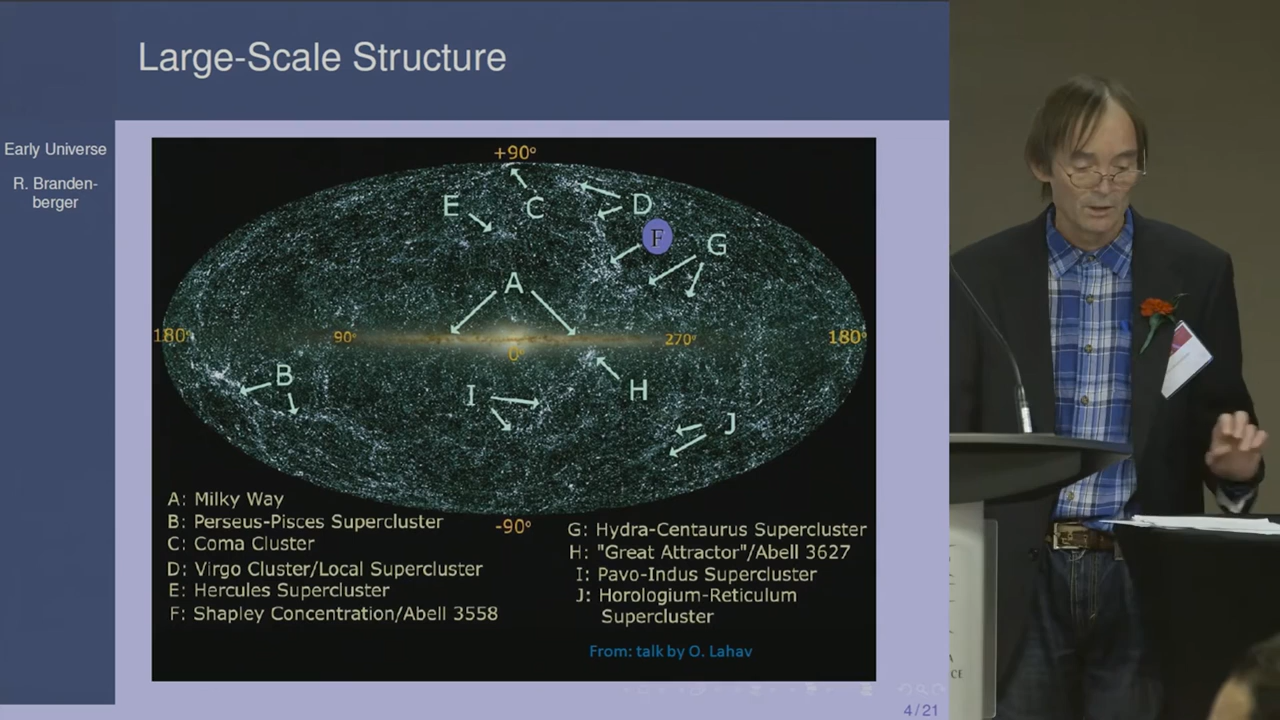 Large-Scale Structure
Early Universe
R. Branden-
berger
+90°
E
C
D
F
G
A
180°
90°
0°
270°
180°
B
I
H
J
-90°
A: Milky Way
B: Perseus-Pisces Supercluster
C: Coma Cluster
D: Virgo Cluster/Local Supercluster
E: Hercules Supercluster
F: Shapley Concentration/Abell 3558
G: Hydra-Centaurus Supercluster
H: "Great Attractor"/Abell 3627
I: Pavo-Indus Supercluster
J: Horologium-Reticulum
Supercluster
From: talk by O. Lahav
4/21